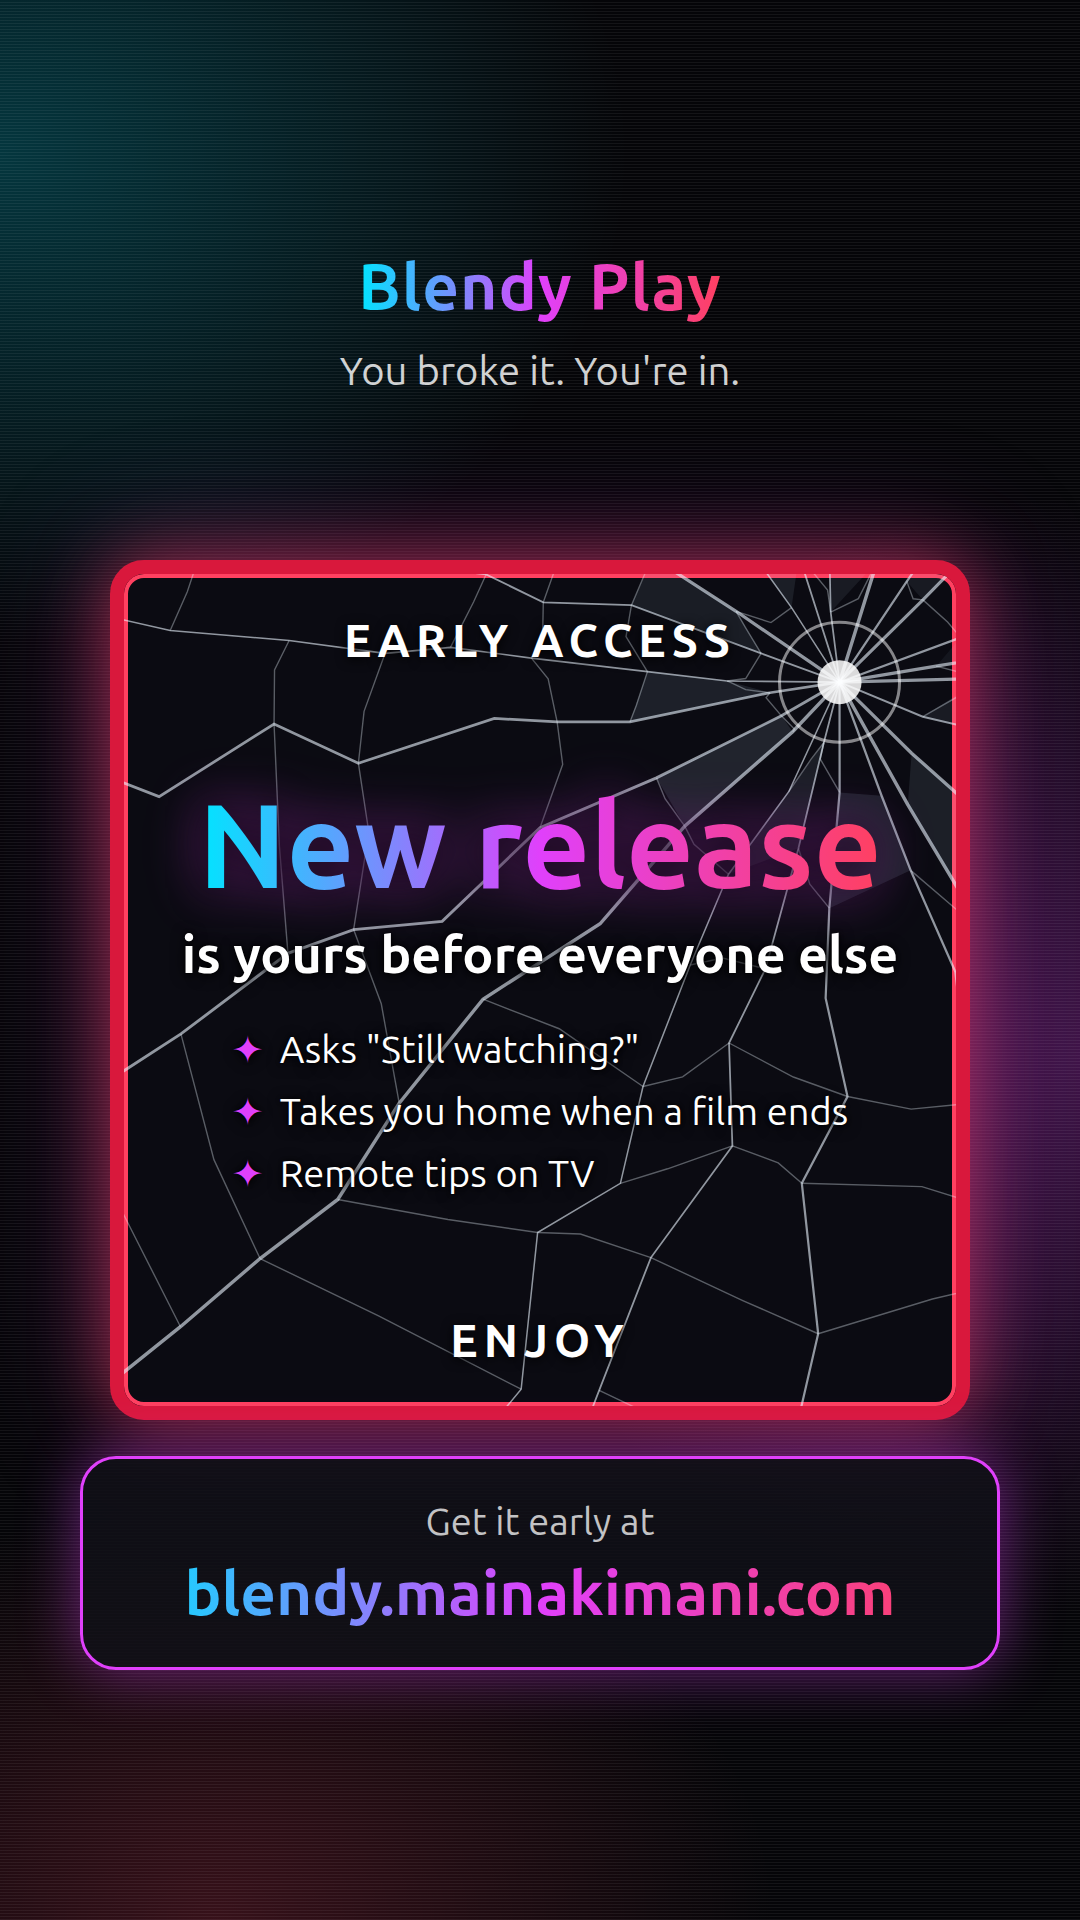 Blendy Play
You broke it. You're in.
EARLY ACCESS
New release
is yours before everyone else
✦ Asks "Still watching?"
✦ Takes you home when a film ends
✦ Remote tips on TV
ENJOY
Get it early at
blendy.mainakimani.com